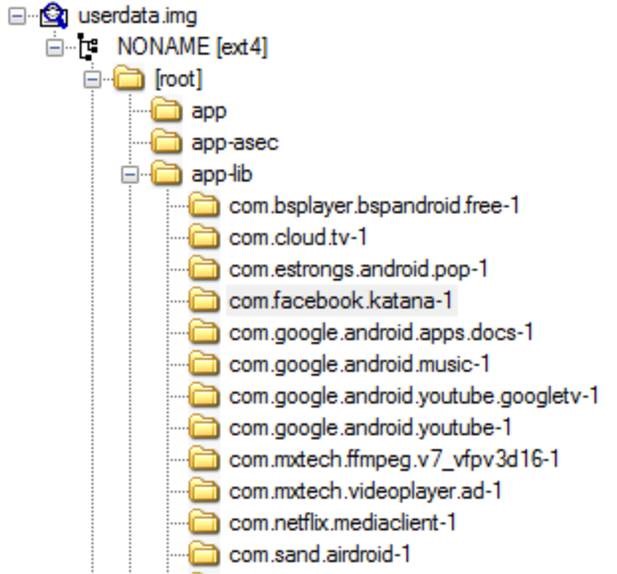 userdata.img
NONAME [ext4]
[root]
app
app-asec
app-lib
com.bsplayer.bspandroid.free-1
com.cloud.tv-1
com.estrongs.android.pop-1
com.facebook.katana-1
com.google.android.apps.docs-1
com.google.android.music-1
com.google.android.youtube.googletv-1
com.google.android.youtube-1
com.mxtech.ffmpeg.v7_vfpv3d16-1
com.mxtech.videoplayer.ad-1
com.netflix.mediaclient-1
com.sand.airdroid-1